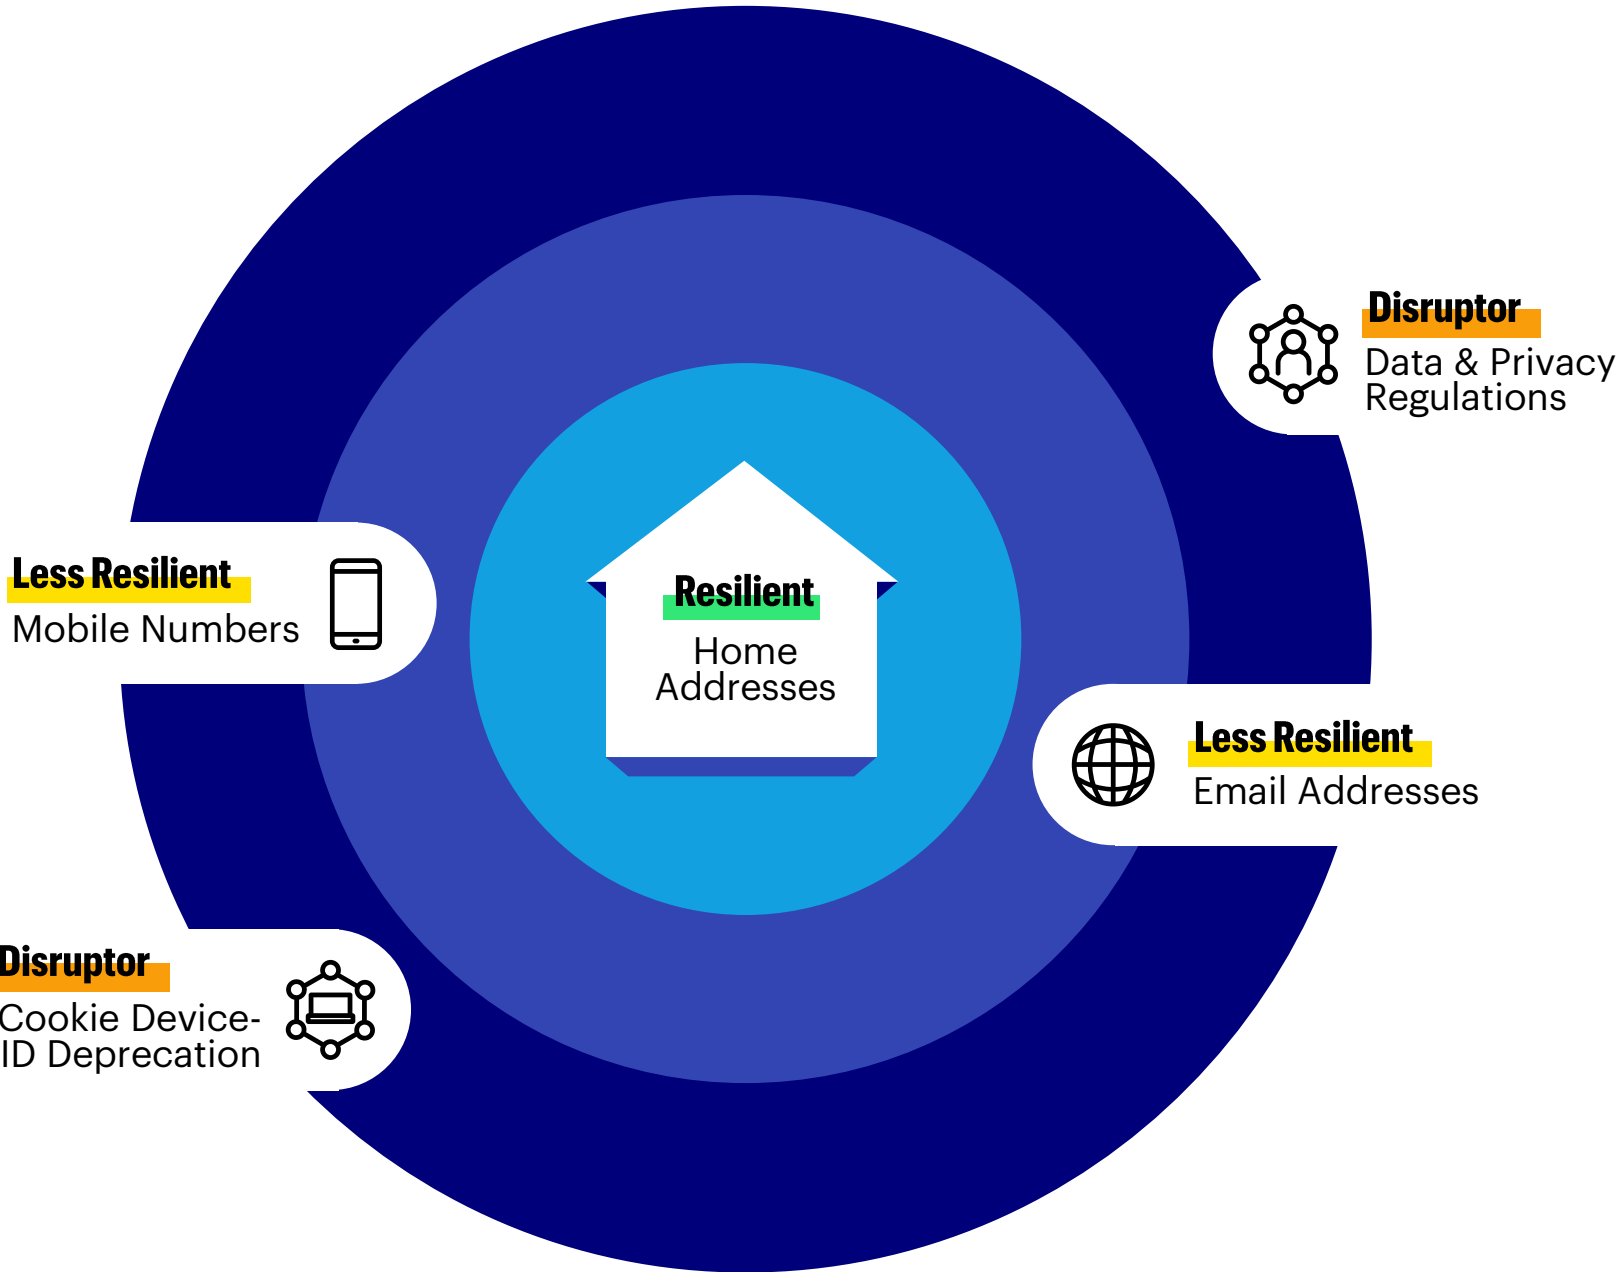 Disruptor
Data & Privacy
Regulations
Less Resilient
Mobile Numbers
Resilient
Home
Addresses
Less Resilient
Email Addresses
Disruptor
Cookie Device-
ID Deprecation